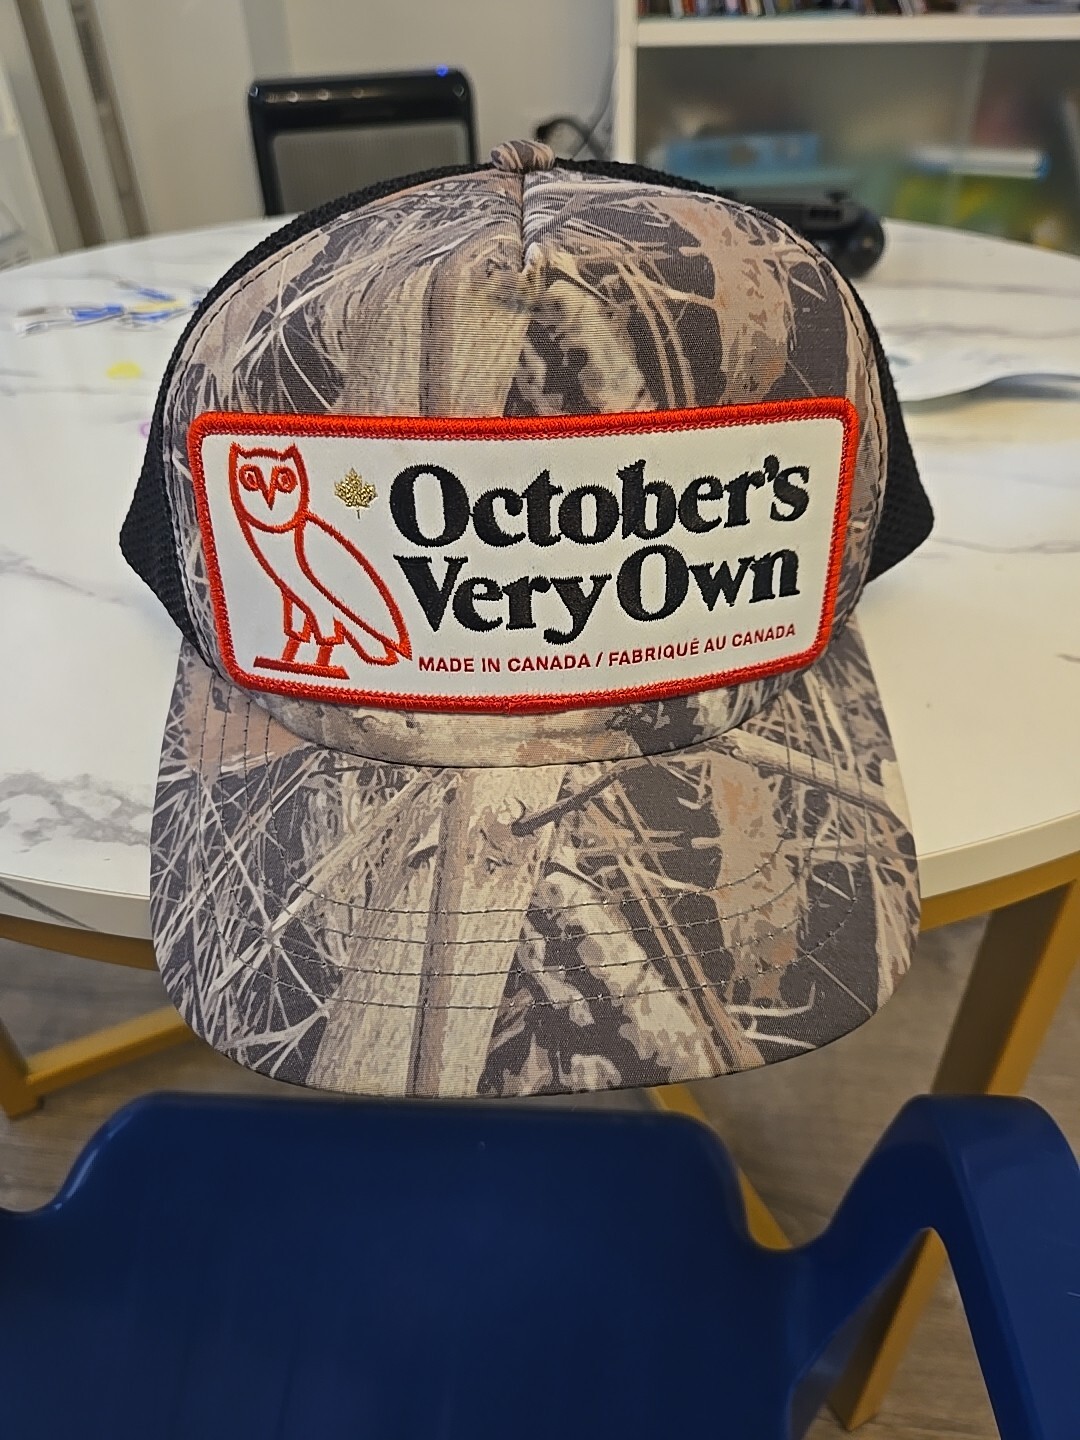 October's
Very Own
MADE IN CANADA / FABRIQUÉ AU CANADA